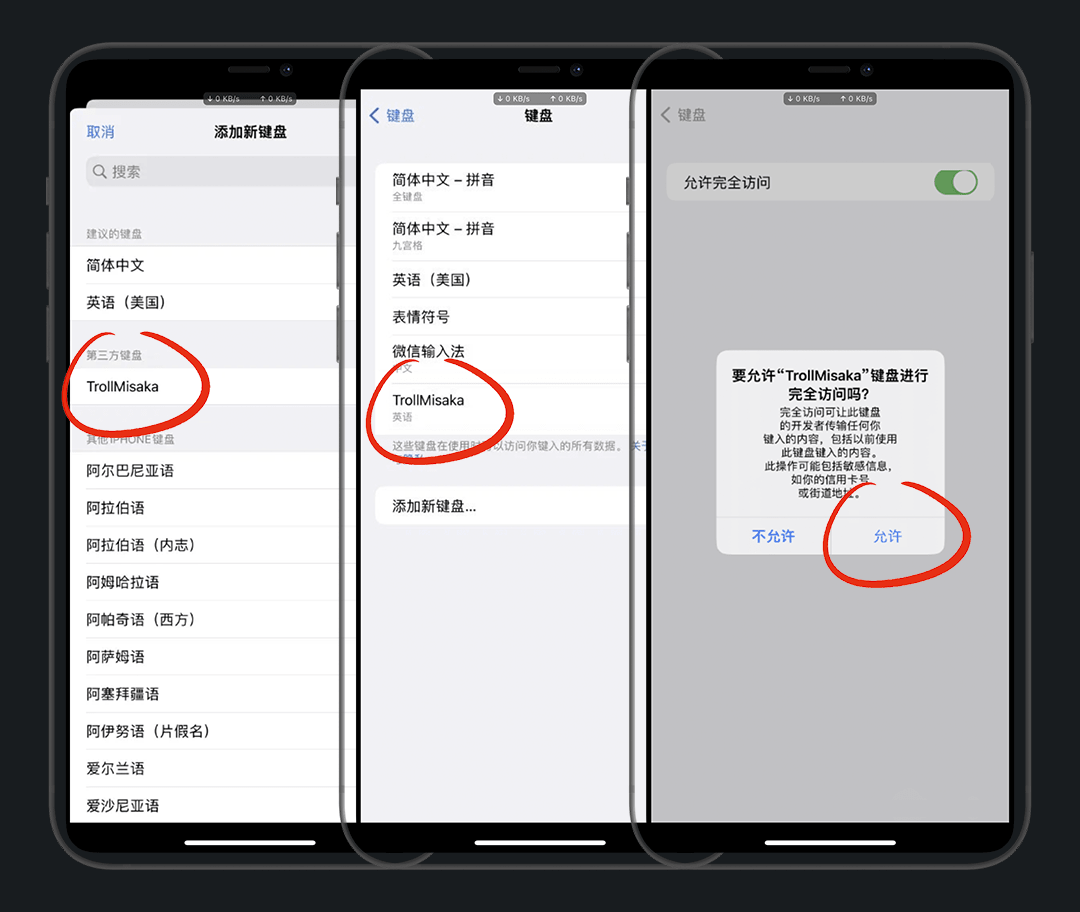 ↓ 0 KB/s ↑ 0 KB/s
取消
添加新键盘
搜索
建议的键盘
简体中文
英语（美国）
第三方键盘
TrollMisaka
其他IPHONE键盘
阿尔巴尼亚语
阿拉伯语
阿拉伯语（内志）
阿姆哈拉语
阿帕奇语（西方）
阿萨姆语
阿塞拜疆语
阿伊努语（片假名）
爱尔兰语
爱沙尼亚语
↓ 0 KB/s ↑ 0 KB/s
键盘
键盘
简体中文 – 拼音
全键盘
简体中文 – 拼音
九宫格
英语（美国）
表情符号
微信输入法
中文
TrollMisaka
英语
这些键盘在使用时可以访问你键入的所有数据。关于
添加新键盘...
↓ 0 KB/s ↑ 0 KB/s
键盘
允许完全访问
要允许“TrollMisaka”键盘进行
完全访问吗?
完全访问可让此键盘
的开发者传输任何你
键入的内容，包括以前使用
此键盘键入的内容。
此操作可能包括敏感信息，
如你的信用卡号
或街道地址。
不允许
允许